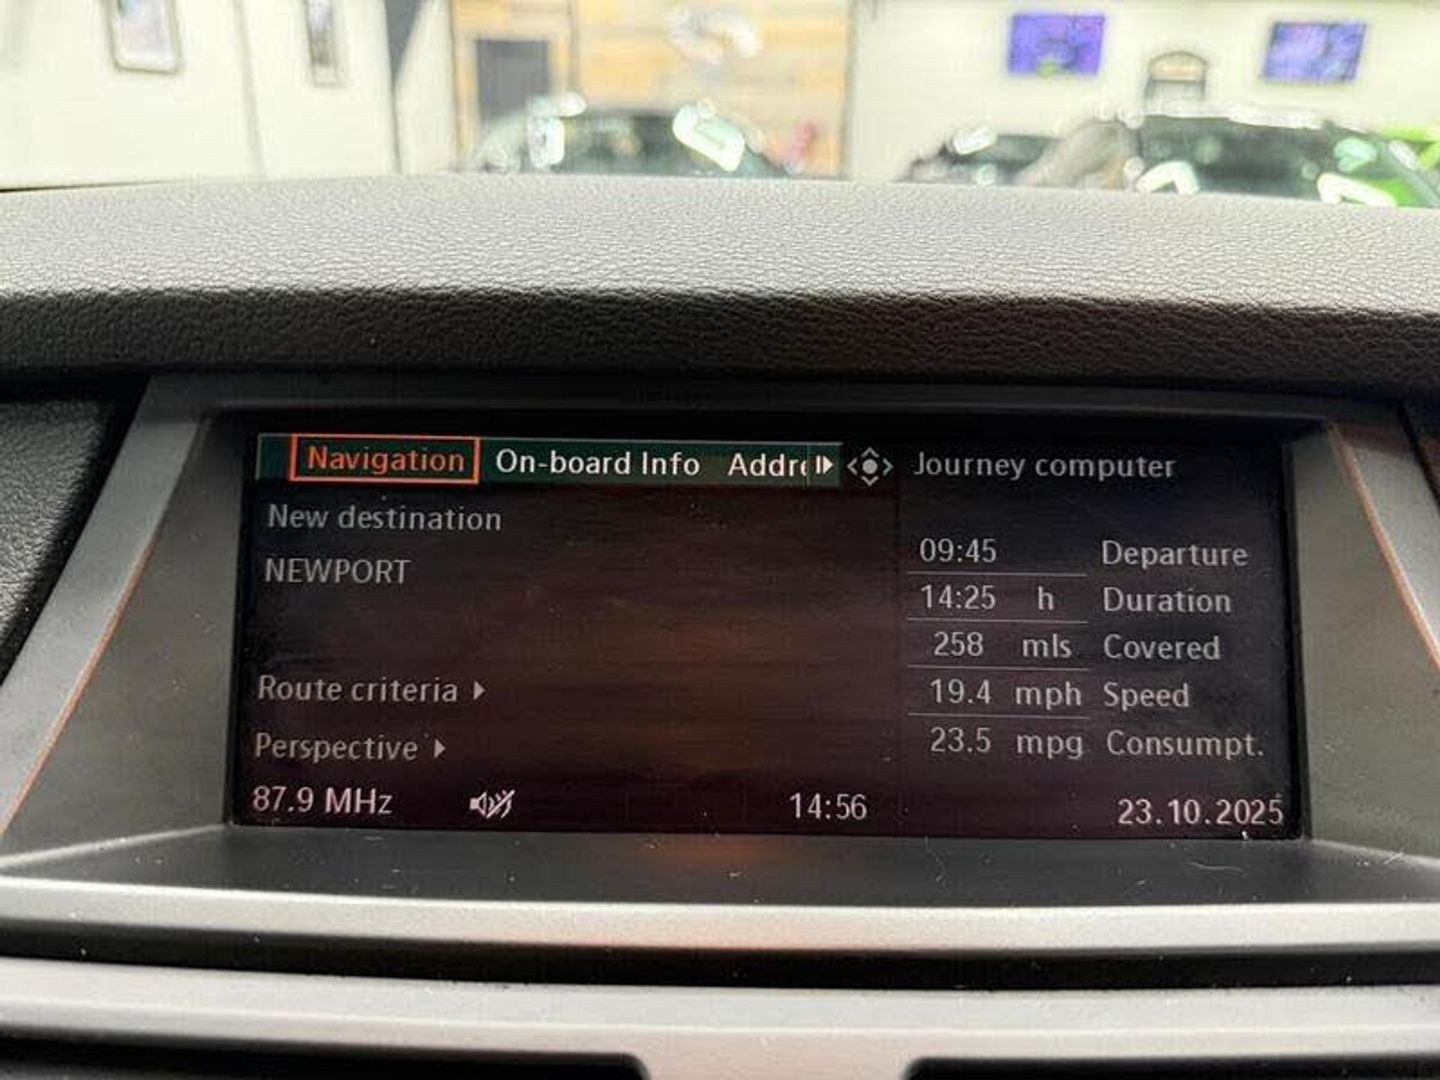 Navigation On-board Info Addre Journey computer
New destination
NEWPORT
Route criteria
Perspective
09:45 Departure
14:25 h Duration
258 mls Covered
19.4 mph Speed
23.5 mpg Consumpt.
87.9 MHz 14:56 23.10.2025